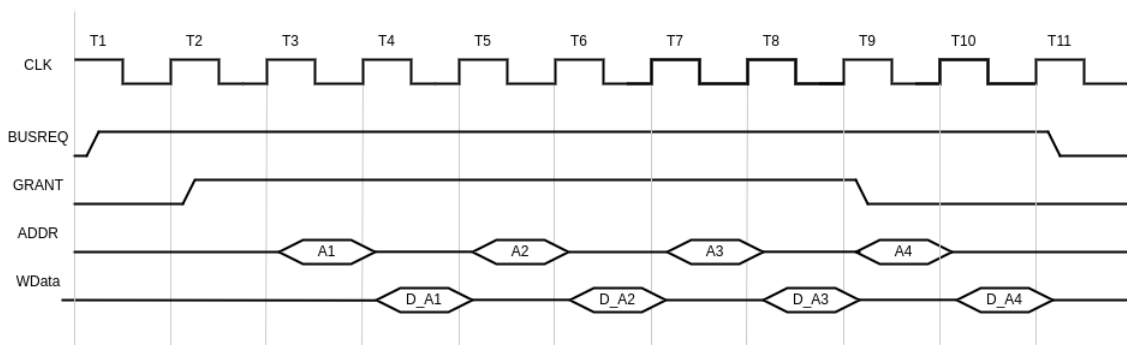 T1 T2 T3 T4 T5 T6 T7 T8 T9 T10 T11
CLK
BUSREQ
GRANT
ADDR A1 A2 A3 A4
WData D_A1 D_A2 D_A3 D_A4